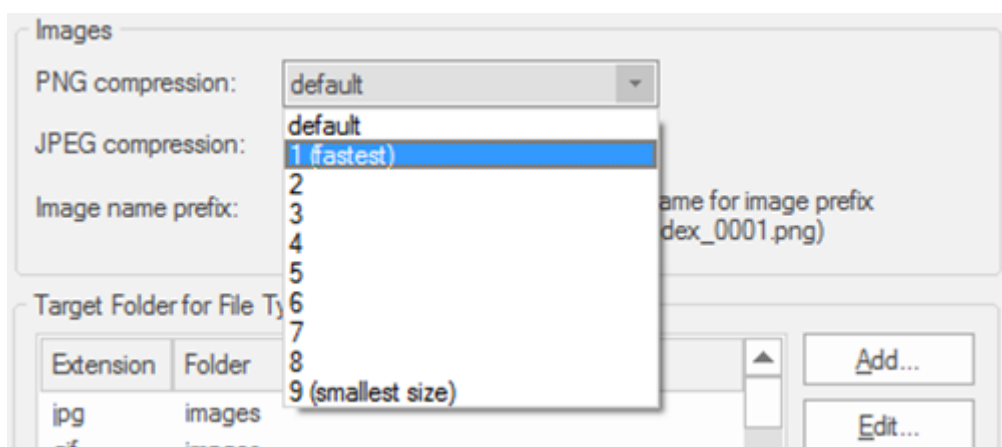 Images
PNG compression: default
default
JPEG compression:
1 (fastest)
2
Image name prefix:
3
ame for image prefix
dex_0001.png)
4
5
6
7
8
9 (smallest size)
Target Folder for File Ty
Extension Folder
Add...
jpg images
Edit...